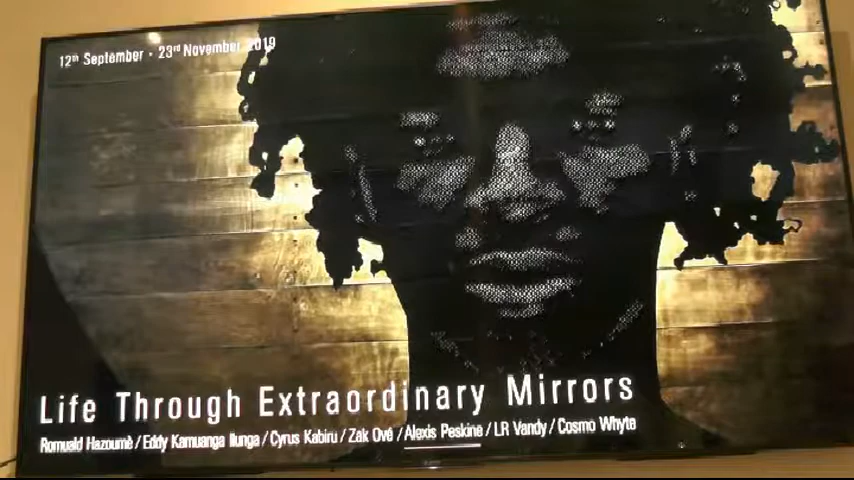 12th September - 23rd November 2019
Life Through Extraordinary Mirrors
Romuald Hazoumè / Eddy Kamuanga Ilunga / Cyrus Kabiru / Zak Ové / Alexis Peskine / LR Vandy / Cosmo Whyte